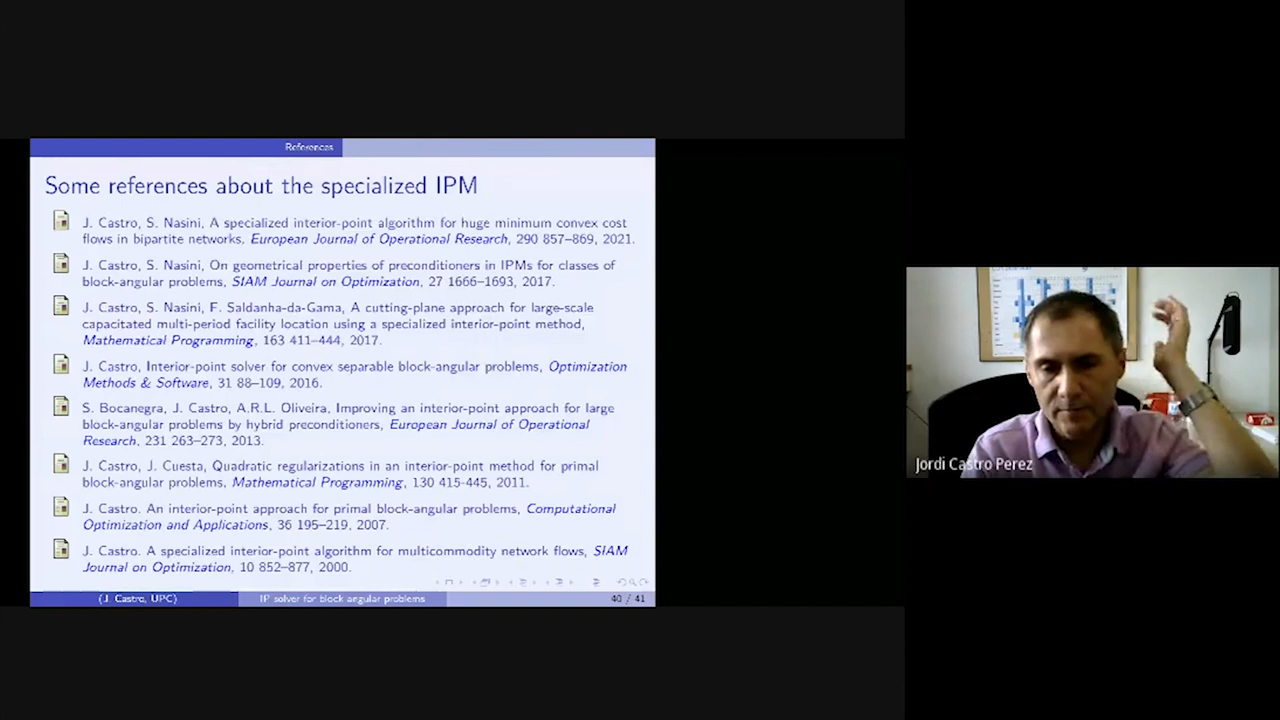 References
Some references about the specialized IPM
J. Castro, S. Nasini, A specialized interior-point algorithm for huge minimum convex cost
flows in bipartite networks, European Journal of Operational Research, 290 857–869, 2021.
J. Castro, S. Nasini, On geometrical properties of preconditioners in IPMs for classes of
block-angular problems, SIAM Journal on Optimization, 27 1666–1693, 2017.
J. Castro, S. Nasini, F. Saldanha-da-Gama, A cutting-plane approach for large-scale
capacitated multi-period facility location using a specialized interior-point method,
Mathematical Programming, 163 411–444, 2017.
J. Castro, Interior-point solver for convex separable block-angular problems, Optimization
Methods & Software, 31 88–109, 2016.
S. Bocanegra, J. Castro, A.R.L. Oliveira, Improving an interior-point approach for large
block-angular problems by hybrid preconditioners, European Journal of Operational
Research, 231 263–273, 2013.
J. Castro, J. Cuesta, Quadratic regularizations in an interior-point method for primal
block-angular problems, Mathematical Programming, 130 415-445, 2011.
J. Castro. An interior-point approach for primal block-angular problems, Computational
Optimization and Applications, 36 195–219, 2007.
J. Castro. A specialized interior-point algorithm for multicommodity network flows, SIAM
Journal on Optimization, 10 852–877, 2000.
(J. Castro, UPC)
IP solver for block angular problems
40 / 41
Jordi Castro Perez